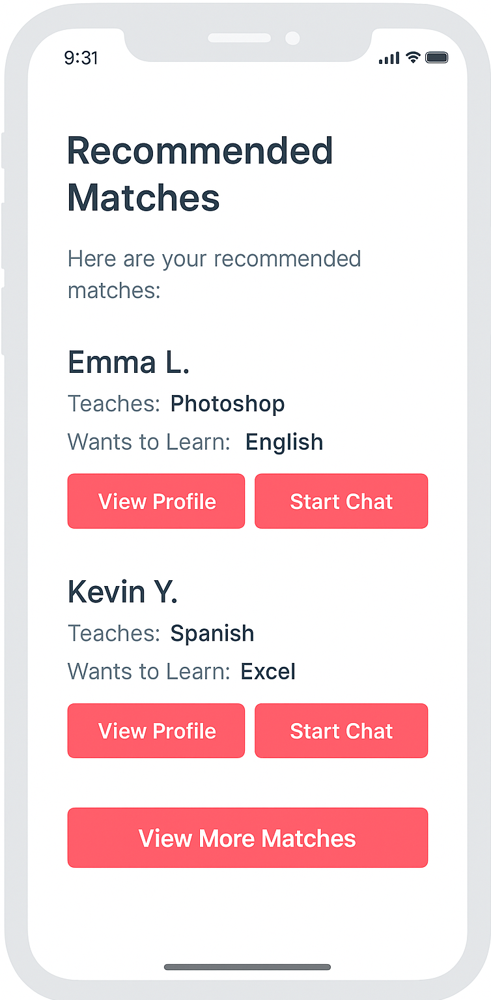 9:31
Recommended
Matches
Here are your recommended
matches:
Emma L.
Teaches: Photoshop
Wants to Learn: English
View Profile Start Chat
Kevin Y.
Teaches: Spanish
Wants to Learn: Excel
View Profile Start Chat
View More Matches